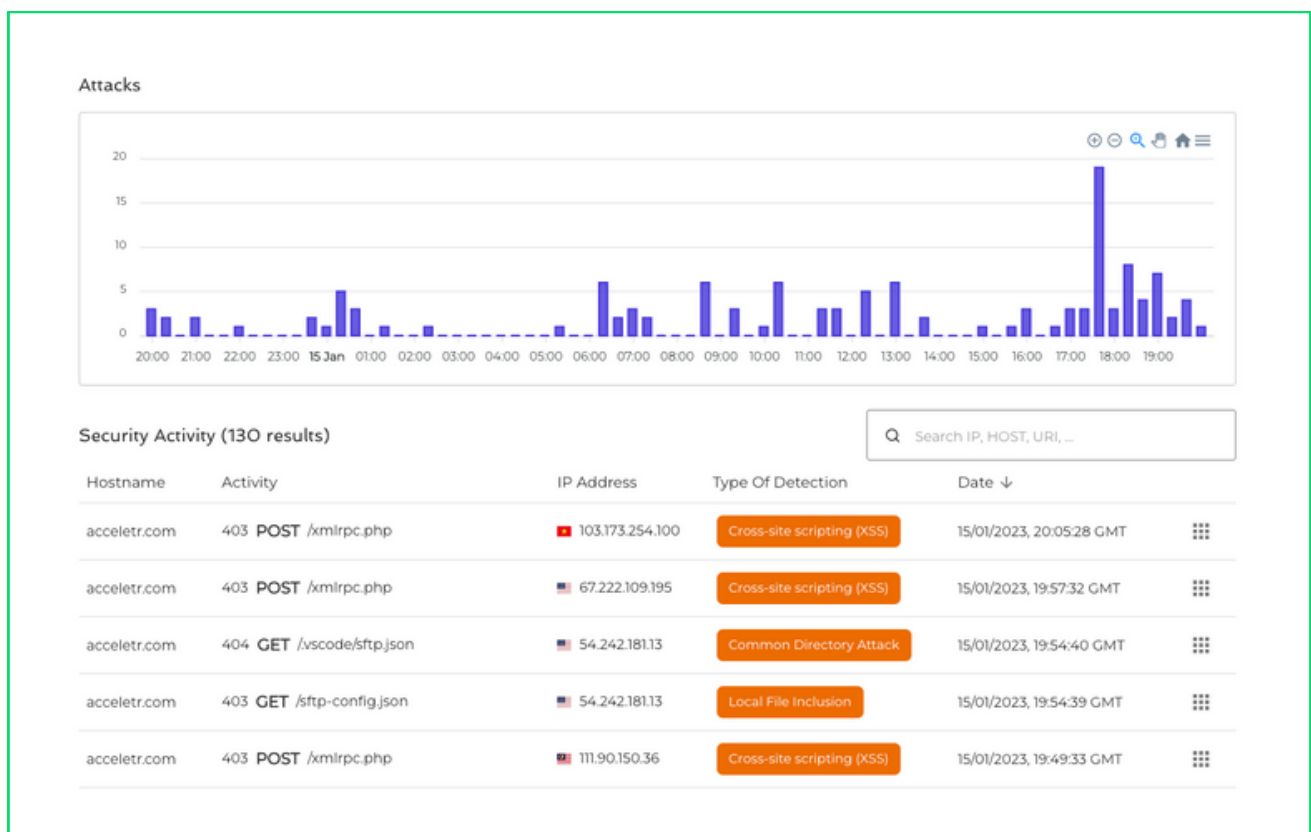 Attacks
20
15
10
5
0
20:00 21:00 22:00 23:00 15 Jan 01:00 02:00 03:00 04:00 05:00 06:00 07:00 08:00 09:00 10:00 11:00 12:00 13:00 14:00 15:00 16:00 17:00 18:00 19:00
Security Activity (130 results)
Search IP, HOST, URI, ...
Hostname Activity IP Address Type Of Detection Date ↓
acceletr.com 403 POST /xmlrpc.php 103.173.254.100 Cross-site scripting (XSS) 15/01/2023, 20:05:28 GMT
acceletr.com 403 POST /xmlrpc.php 67.222.109.195 Cross-site scripting (XSS) 15/01/2023, 19:57:32 GMT
acceletr.com 404 GET /.vscode/sftp.json 54.242.181.13 Common Directory Attack 15/01/2023, 19:54:40 GMT
acceletr.com 403 GET /sftp-config.json 54.242.181.13 Local File Inclusion 15/01/2023, 19:54:39 GMT
acceletr.com 403 POST /xmlrpc.php 111.90.150.36 Cross-site scripting (XSS) 15/01/2023, 19:49:33 GMT